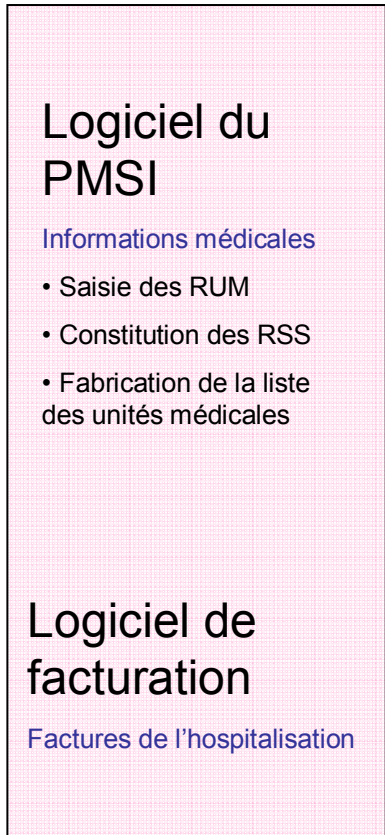 Logiciel du
PMSI
Informations médicales
• Saisie des RUM
• Constitution des RSS
• Fabrication de la liste
des unités médicales
Logiciel de
facturation
Factures de l'hospitalisation